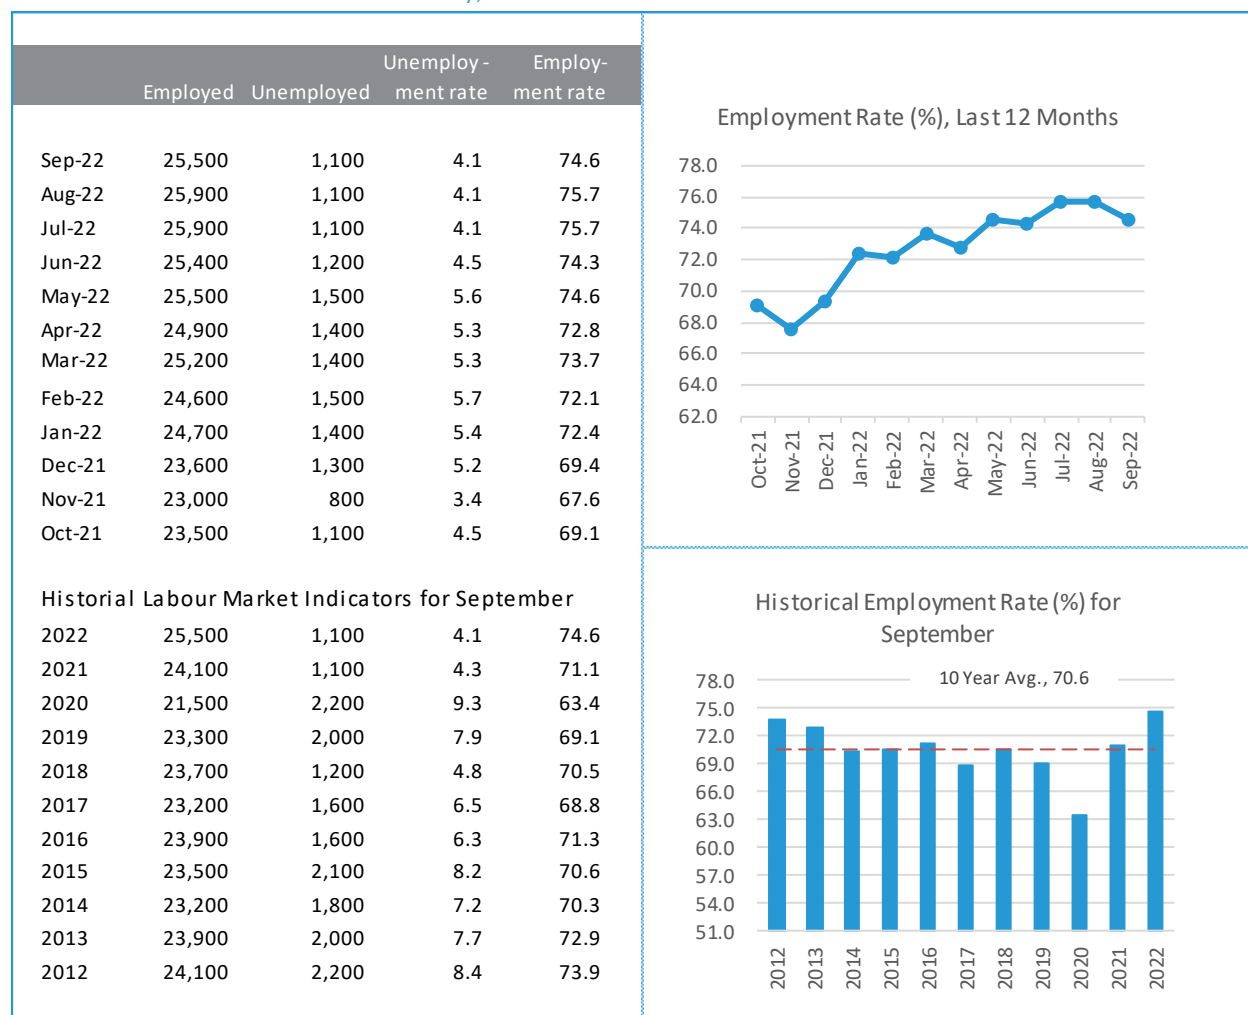 Unemploy - Employ-
Employed Unemployed ment rate ment rate
Sep-22 25,500 1,100 4.1 74.6
Aug-22 25,900 1,100 4.1 75.7
Jul-22 25,900 1,100 4.1 75.7
Jun-22 25,400 1,200 4.5 74.3
May-22 25,500 1,500 5.6 74.6
Apr-22 24,900 1,400 5.3 72.8
Mar-22 25,200 1,400 5.3 73.7
Feb-22 24,600 1,500 5.7 72.1
Jan-22 24,700 1,400 5.4 72.4
Dec-21 23,600 1,300 5.2 69.4
Nov-21 23,000 800 3.4 67.6
Oct-21 23,500 1,100 4.5 69.1
Historial Labour Market Indicators for September
2022 25,500 1,100 4.1 74.6
2021 24,100 1,100 4.3 71.1
2020 21,500 2,200 9.3 63.4
2019 23,300 2,000 7.9 69.1
2018 23,700 1,200 4.8 70.5
2017 23,200 1,600 6.5 68.8
2016 23,900 1,600 6.3 71.3
2015 23,500 2,100 8.2 70.6
2014 23,200 1,800 7.2 70.3
2013 23,900 2,000 7.7 72.9
2012 24,100 2,200 8.4 73.9
Employment Rate (%), Last 12 Months
78.0
76.0
74.0
72.0
70.0
68.0
66.0
64.0
62.0
Oct-21 Nov-21 Dec-21 Jan-22 Feb-22 Mar-22 Apr-22 May-22 Jun-22 Jul-22 Aug-22 Sep-22
Historical Employment Rate (%) for
September
10 Year Avg., 70.6
78.0
75.0
72.0
69.0
66.0
63.0
60.0
57.0
54.0
51.0
2012 2013 2014 2015 2016 2017 2018 2019 2020 2021 2022